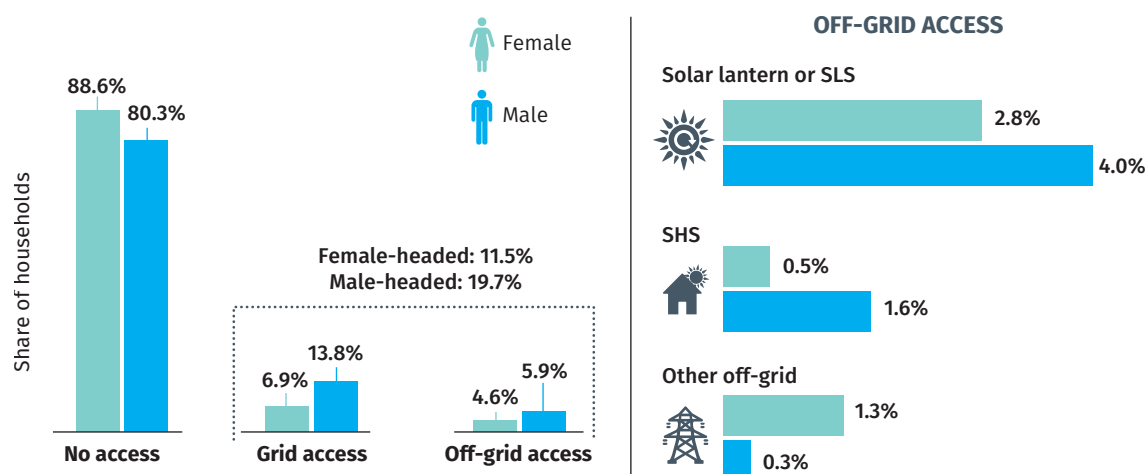 Female
Male
88.6%
80.3%
Share of households
Female-headed: 11.5%
Male-headed: 19.7%
6.9%
13.8%
4.6%
5.9%
No access
Grid access
Off-grid access
OFF-GRID ACCESS
Solar lantern or SLS
2.8%
4.0%
SHS
0.5%
1.6%
Other off-grid
1.3%
0.3%